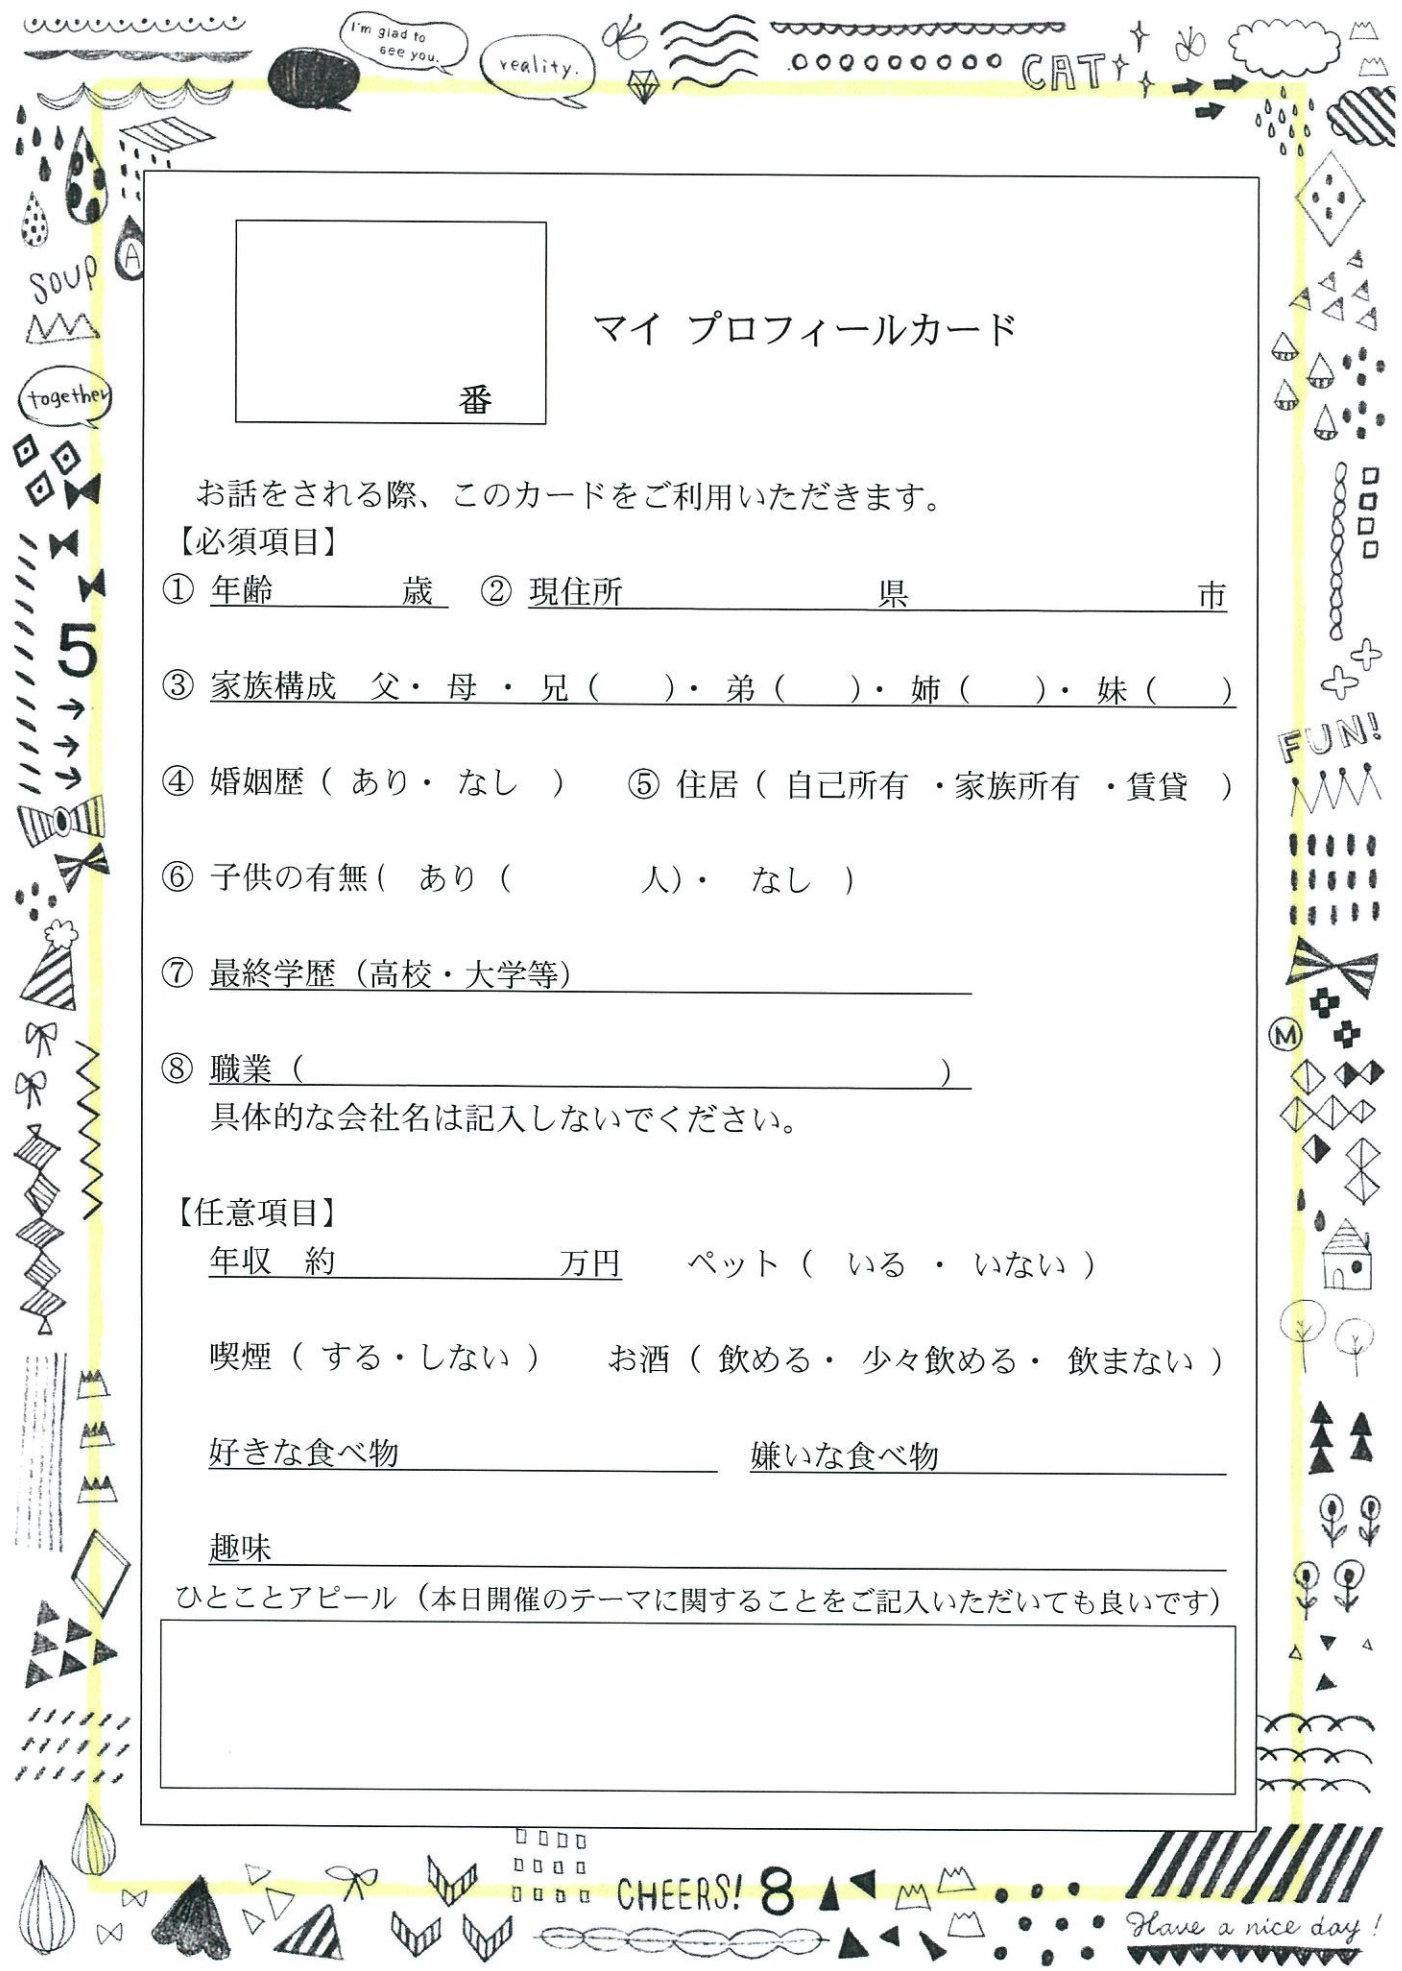 I'm glad to
see you.
reality.
CAT
SOUP
A
together
5
FUN!
M
マイ プロフィールカード
番
お話をされる際、このカードをご利用いただきます。
【必須項目】
① 年齢 歳 ② 現住所 県 市
③ 家族構成 父・ 母 ・ 兄( )・ 弟( )・ 姉( )・ 妹( )
④ 婚姻歴( あり・ なし ) ⑤ 住居( 自己所有 ・家族所有 ・賃貸 )
⑥ 子供の有無( あり( 人)・ なし )
⑦ 最終学歴(高校・大学等)
⑧ 職業( )
具体的な会社名は記入しないでください。
【任意項目】
年収 約 万円 ペット( いる ・ いない )
喫煙( する・しない ) お酒( 飲める・ 少々飲める・ 飲まない )
好きな食べ物 嫌いな食べ物
趣味
ひとことアピール(本日開催のテーマに関することをご記入いただいても良いです)
CHEERS! 8
Have a nice day!